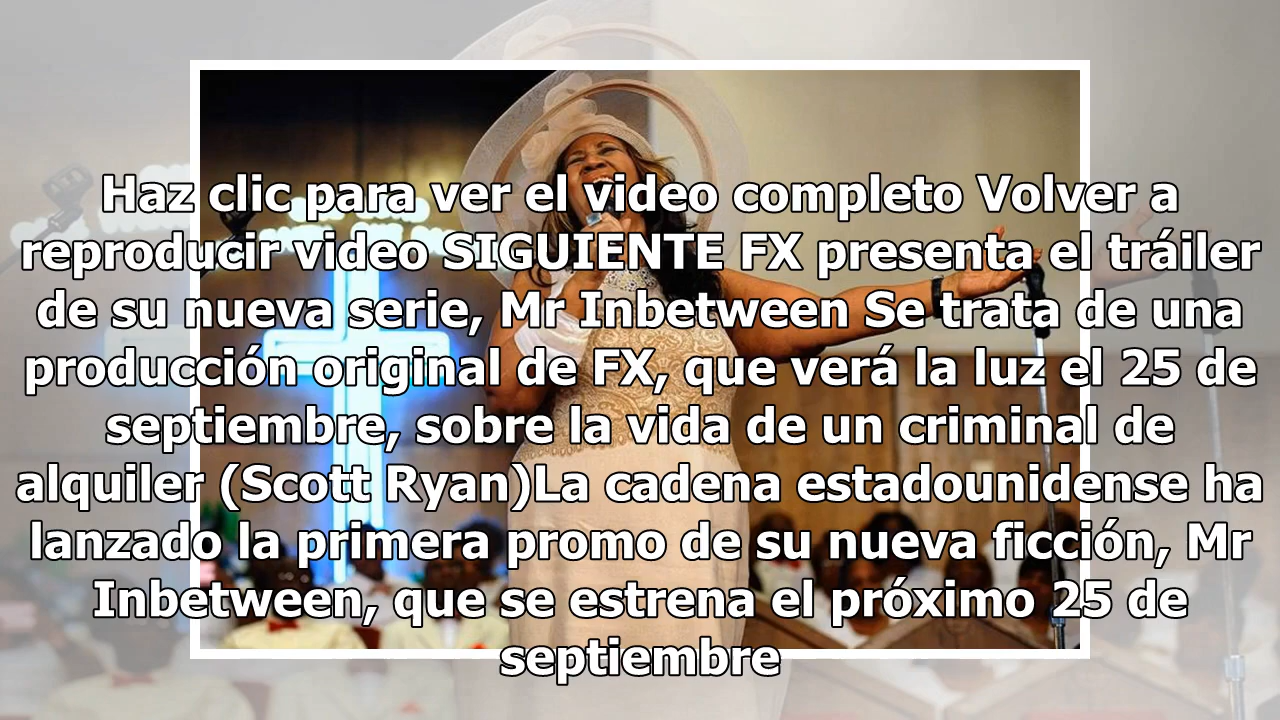 Haz clic para ver el video completo Volver a
reproducir video SIGUIENTE FX presenta el tráiler
de su nueva serie, Mr Inbetween Se trata de una
producción original de FX, que verá la luz el 25 de
septiembre, sobre la vida de un criminal de
alquiler (Scott Ryan)La cadena estadounidense ha
lanzado la primera promo de su nueva ficción, Mr
Inbetween, que se estrena el próximo 25 de
septiembre